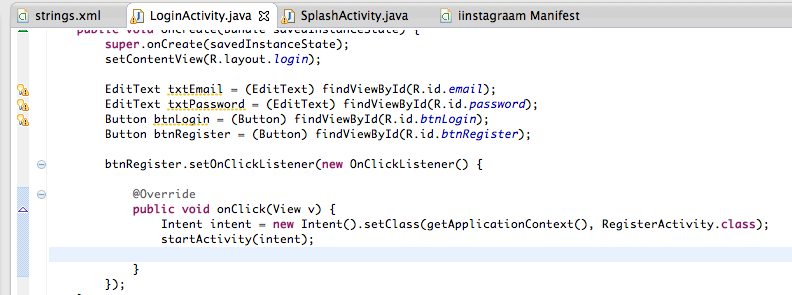 strings.xml LoginActivity.java SplashActivity.java iinstagraam Manifest
public void onCreate(Bundle savedInstanceState) {
super.onCreate(savedInstanceState);
setContentView(R.layout.login);
EditText txtEmail = (EditText) findViewById(R.id.email);
EditText txtPassword = (EditText) findViewById(R.id.password);
Button btnLogin = (Button) findViewById(R.id.btnLogin);
Button btnRegister = (Button) findViewById(R.id.btnRegister);
btnRegister.setOnClickListener(new OnClickListener() {
@Override
public void onClick(View v) {
Intent intent = new Intent().setClass(getApplicationContext(), RegisterActivity.class);
startActivity(intent);
}
});